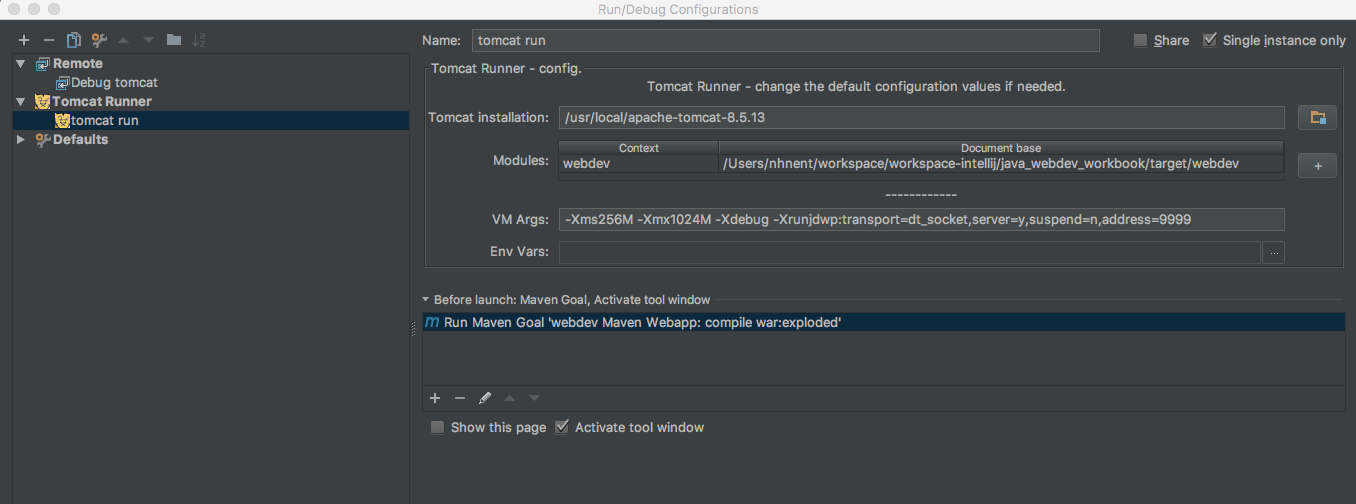 Run/Debug Configurations
Remote
Debug tomcat
Tomcat Runner
tomcat run
Defaults
Name: tomcat run
Share
Single instance only
Tomcat Runner - config.
Tomcat Runner - change the default configuration values if needed.
Tomcat installation: /usr/local/apache-tomcat-8.5.13
Modules:
Context Document base
webdev /Users/nhnent/workspace/workspace-intellij/java_webdev_workbook/target/webdev
+
------------
VM Args: -Xms256M -Xmx1024M -Xdebug -Xrunjdwp:transport=dt_socket,server=y,suspend=n,address=9999
Env Vars: ...
Before launch: Maven Goal, Activate tool window
m Run Maven Goal 'webdev Maven Webapp: compile war:exploded'
Show this page
Activate tool window